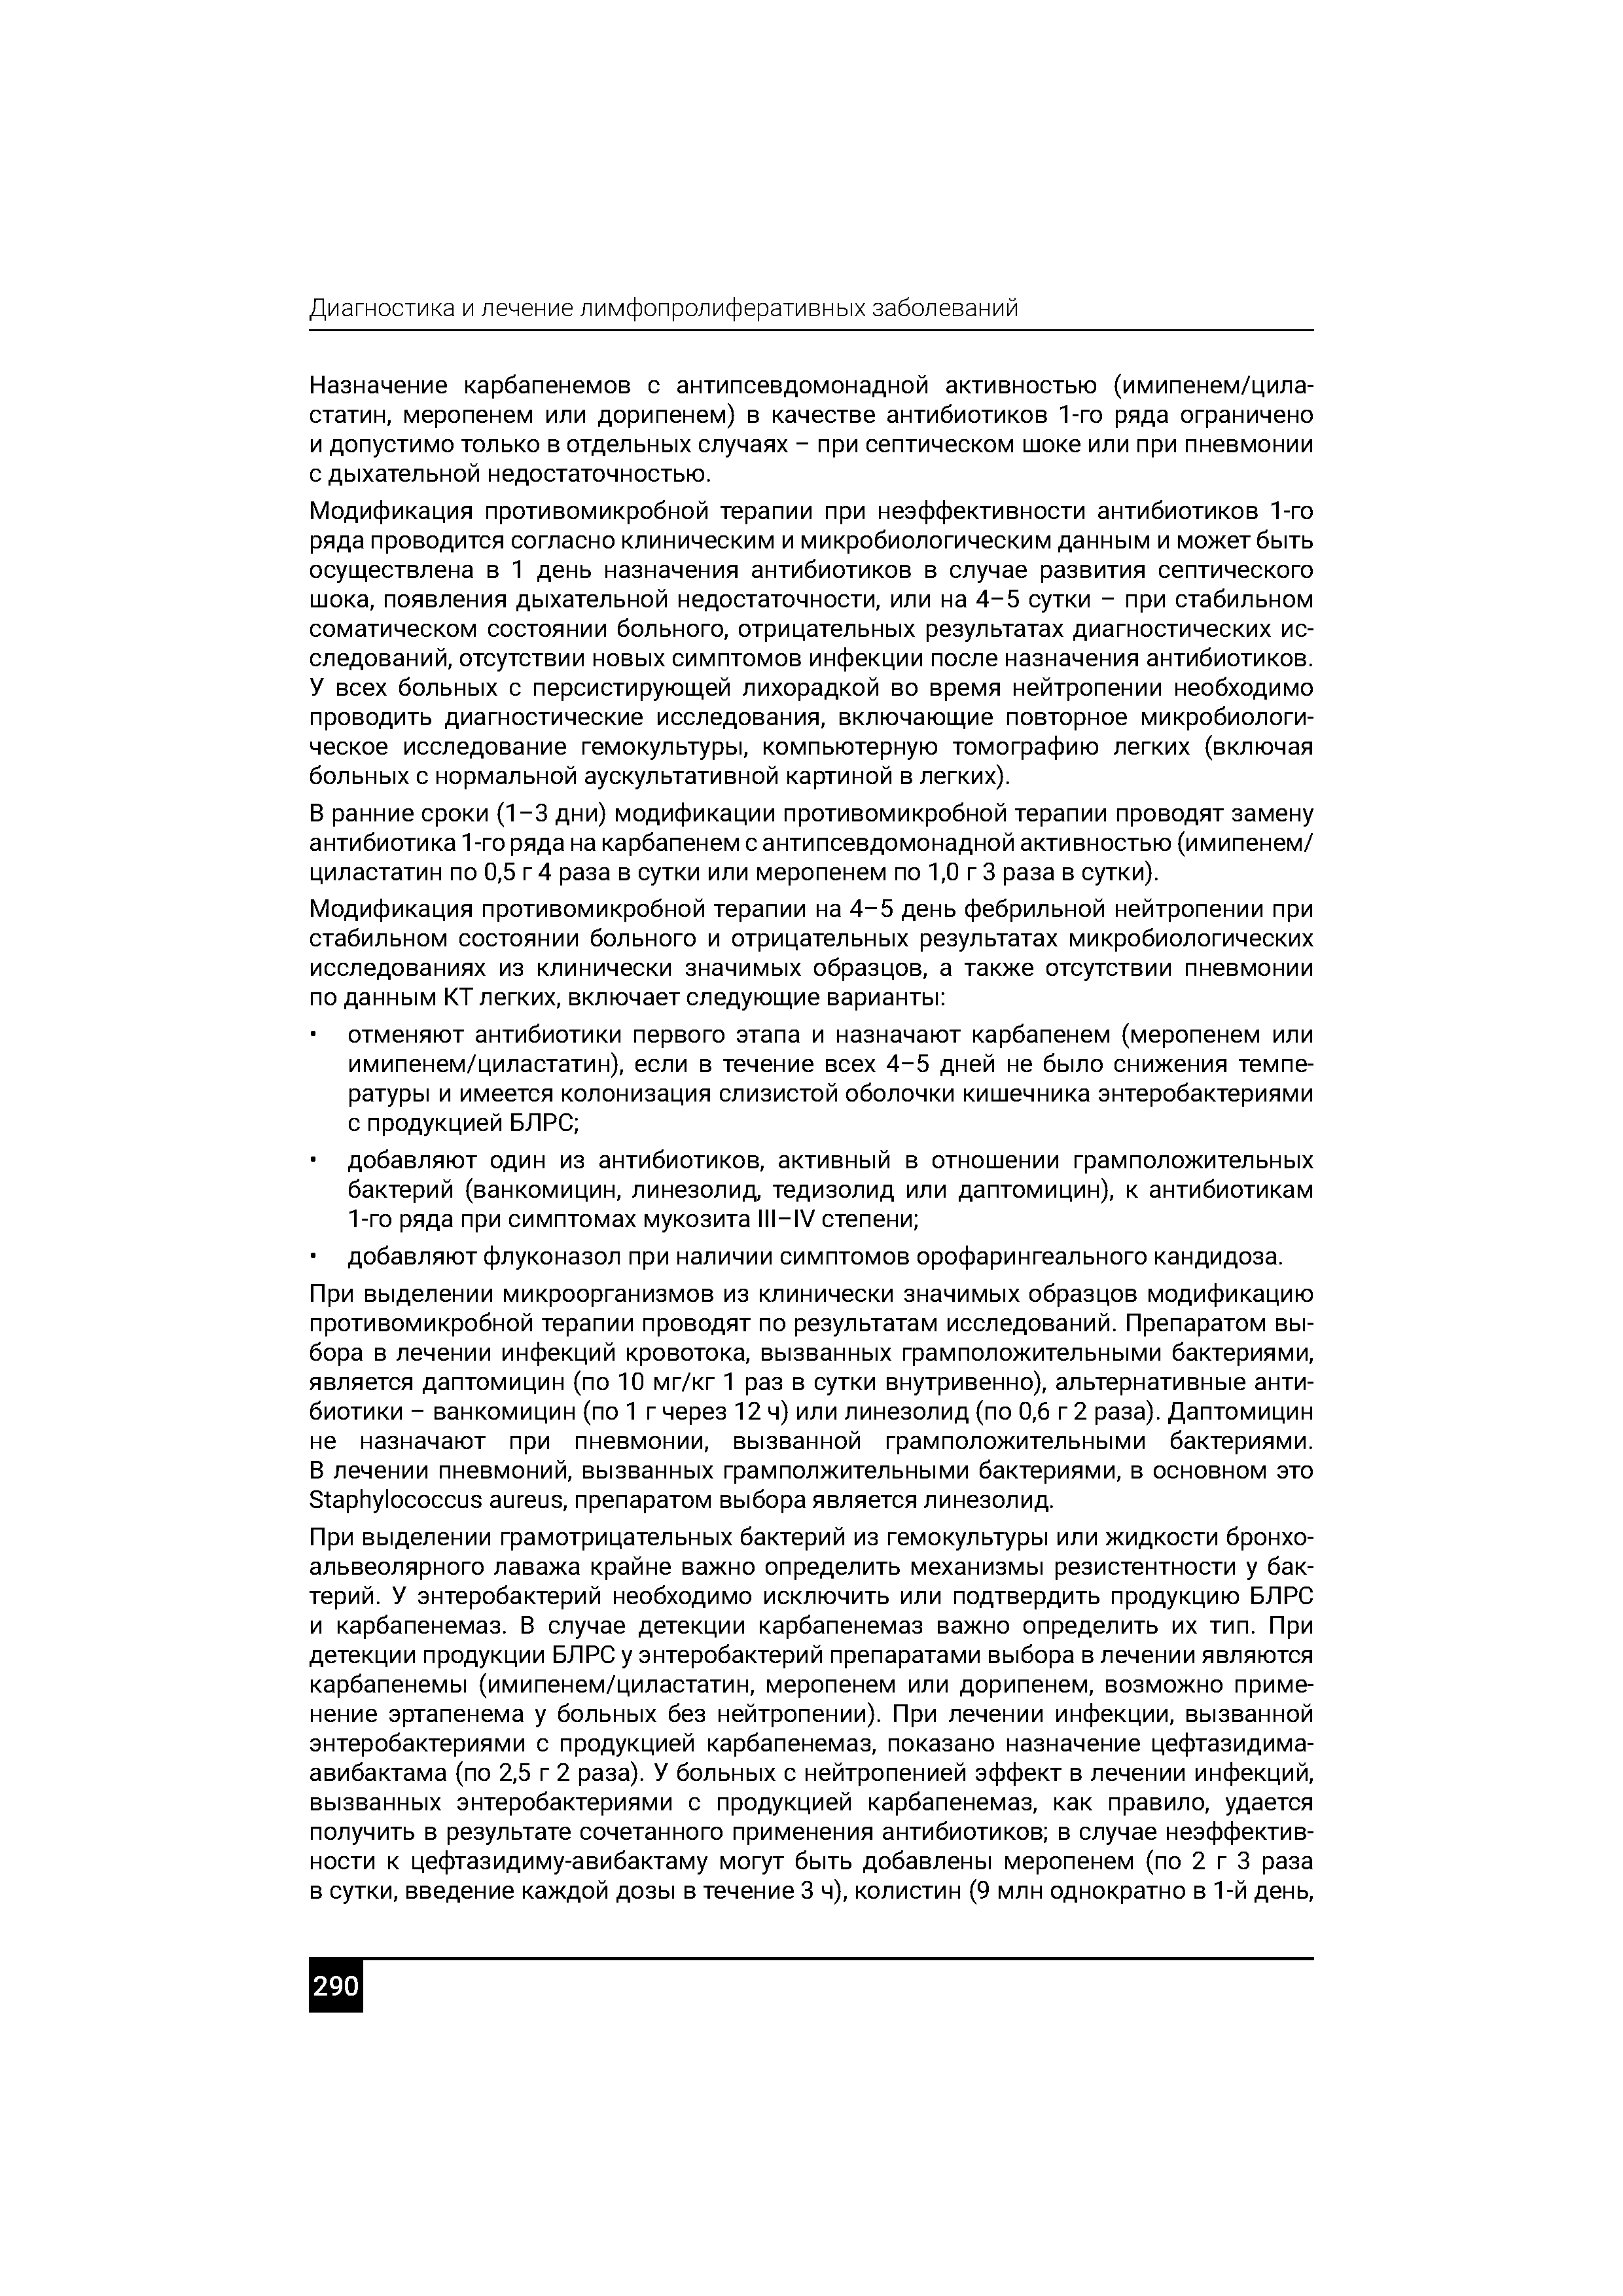 Диагностика и лечение лимфопролиферативных заболеваний
Назначение карбапенемов с антипсевдомонадной активностью (имипенем/цила-
статин, меропенем или дорипенем) в качестве антибиотиков 1-го ряда ограничено
и допустимо только в отдельных случаях – при септическом шоке или при пневмонии
с дыхательной недостаточностью.
Модификация противомикробной терапии при неэффективности антибиотиков 1-го
ряда проводится согласно клиническим и микробиологическим данным и может быть
осуществлена в 1 день назначения антибиотиков в случае развития септического
шока, появления дыхательной недостаточности, или на 4–5 сутки – при стабильном
соматическом состоянии больного, отрицательных результатах диагностических ис-
следований, отсутствии новых симптомов инфекции после назначения антибиотиков.
У всех больных с персистирующей лихорадкой во время нейтропении необходимо
проводить диагностические исследования, включающие повторное микробиологи-
ческое исследование гемокультуры, компьютерную томографию легких (включая
больных с нормальной аускультативной картиной в легких).
В ранние сроки (1–3 дни) модификации противомикробной терапии проводят замену
антибиотика 1-го ряда на карбапенем с антипсевдомонадной активностью (имипенем/
циластатин по 0,5 г 4 раза в сутки или меропенем по 1,0 г 3 раза в сутки).
Модификация противомикробной терапии на 4–5 день фебрильной нейтропении при
стабильном состоянии больного и отрицательных результатах микробиологических
исследованиях из клинически значимых образцов, а также отсутствии пневмонии
по данным КТ легких, включает следующие варианты:
• отменяют антибиотики первого этапа и назначают карбапенем (меропенем или
имипенем/циластатин), если в течение всех 4–5 дней не было снижения темпе-
ратуры и имеется колонизация слизистой оболочки кишечника энтеробактериями
с продукцией БЛРС;
• добавляют один из антибиотиков, активный в отношении грамположительных
бактерий (ванкомицин, линезолид, тедизолид или даптомицин), к антибиотикам
1-го ряда при симптомах мукозита III–IV степени;
• добавляют флуконазол при наличии симптомов орофарингеального кандидоза.
При выделении микроорганизмов из клинически значимых образцов модификацию
противомикробной терапии проводят по результатам исследований. Препаратом вы-
бора в лечении инфекций кровотока, вызванных грамположительными бактериями,
является даптомицин (по 10 мг/кг 1 раз в сутки внутривенно), альтернативные анти-
биотики – ванкомицин (по 1 г через 12 ч) или линезолид (по 0,6 г 2 раза). Даптомицин
не назначают при пневмонии, вызванной грамположительными бактериями.
В лечении пневмоний, вызванных грамполжительными бактериями, в основном это
Staphylococcus aureus, препаратом выбора является линезолид.
При выделении грамотрицательных бактерий из гемокультуры или жидкости бронхо-
альвеолярного лаважа крайне важно определить механизмы резистентности у бак-
терий. У энтеробактерий необходимо исключить или подтвердить продукцию БЛРС
и карбапенемаз. В случае детекции карбапенемаз важно определить их тип. При
детекции продукции БЛРС у энтеробактерий препаратами выбора в лечении являются
карбапенемы (имипенем/циластатин, меропенем или дорипенем, возможно приме-
нение эртапенема у больных без нейтропении). При лечении инфекции, вызванной
энтеробактериями с продукцией карбапенемаз, показано назначение цефтазидима-
авибактама (по 2,5 г 2 раза). У больных с нейтропенией эффект в лечении инфекций,
вызванных энтеробактериями с продукцией карбапенемаз, как правило, удается
получить в результате сочетанного применения антибиотиков; в случае неэффектив-
ности к цефтазидиму-авибактаму могут быть добавлены меропенем (по 2 г 3 раза
в сутки, введение каждой дозы в течение 3 ч), колистин (9 млн однократно в 1-й день,
290